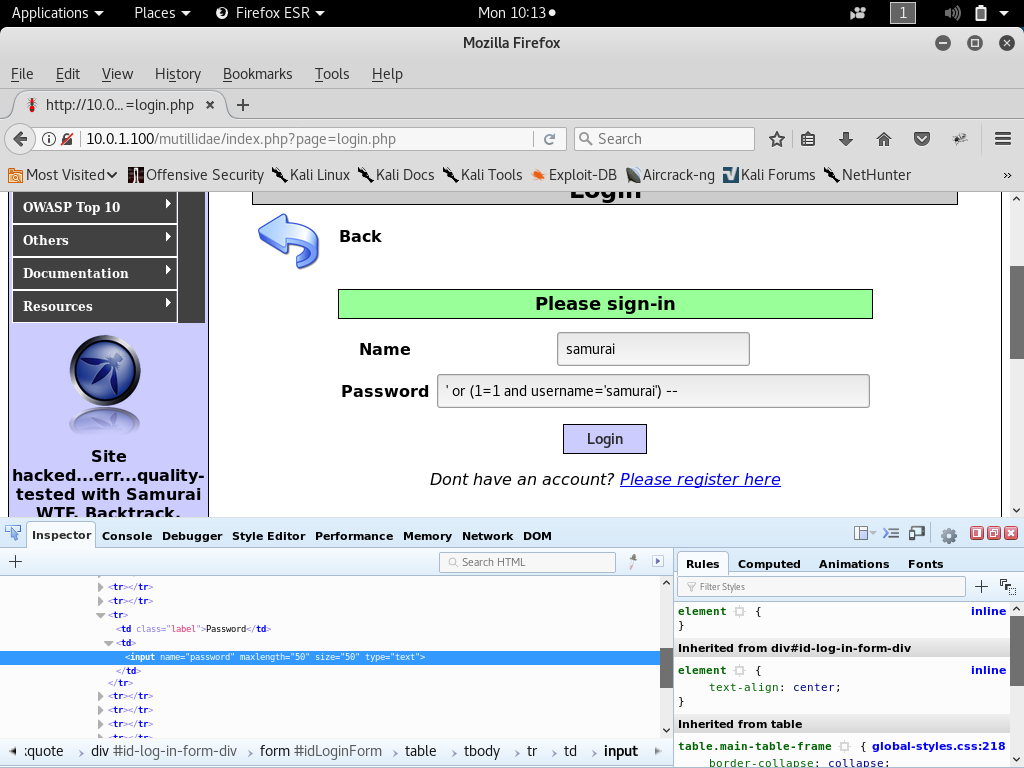 Applications Places Firefox ESR Mon 10:13 1
Mozilla Firefox
File Edit View History Bookmarks Tools Help
http://10.0... =login.php
10.0.1.100/mutillidae/index.php?page=login.php Search
Most Visited Offensive Security Kali Linux Kali Docs Kali Tools Exploit-DB Aircrack-ng Kali Forums NetHunter »
Login
OWASP Top 10
Others
Documentation
Resources
Site
hacked...err...quality-
tested with Samurai
WTF, Backtrack,
Back
Please sign-in
Name samurai
Password ' or (1=1 and username='samurai') --
Login
Dont have an account? Please register here
Inspector Console Debugger Style Editor Performance Memory Network DOM
Search HTML
<tr></tr>
<tr></tr>
<tr>
<td class="label">Password</td>
<td>
<input name="password" maxlength="50" size="50" type="text">
</td>
</tr>
<tr></tr>
<tr></tr>
<tr></tr>
<tr></tr>
:quote div #id-log-in-form-div form #idLoginForm table tbody tr td input
Rules Computed Animations Fonts
Filter Styles
element { inline
}
Inherited from div#id-log-in-form-div
element { inline
text-align: center;
}
Inherited from table
table.main-table-frame { global-styles.css:218
border-collapse: collapse;